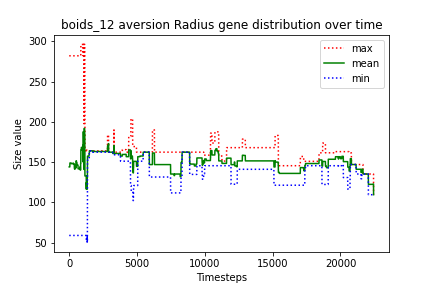 boids_12 aversion Radius gene distribution over time
max
mean
min
Size value
300
250
200
150
100
50
0
5000
10000
15000
20000
Timesteps